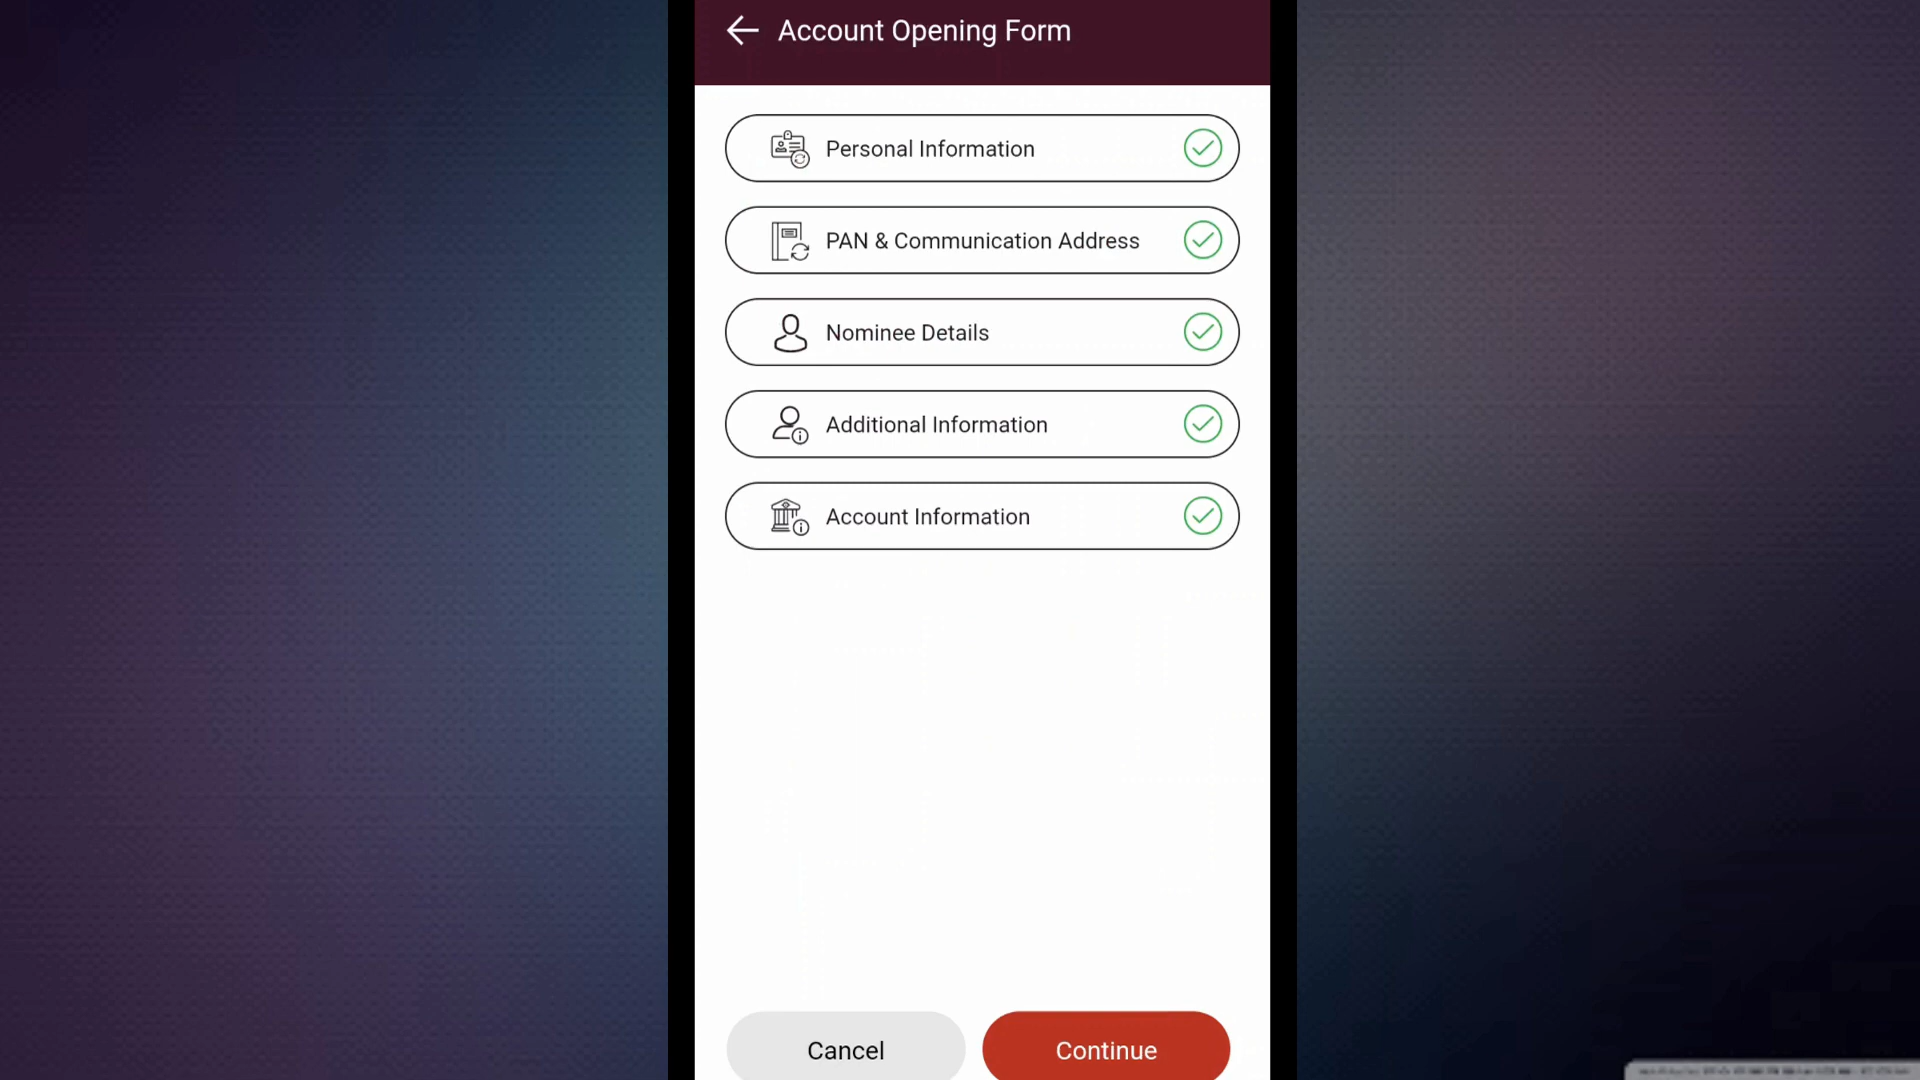 Account Opening Form
Personal Information
PAN & Communication Address
Nominee Details
Additional Information
Account Information
Cancel
Continue